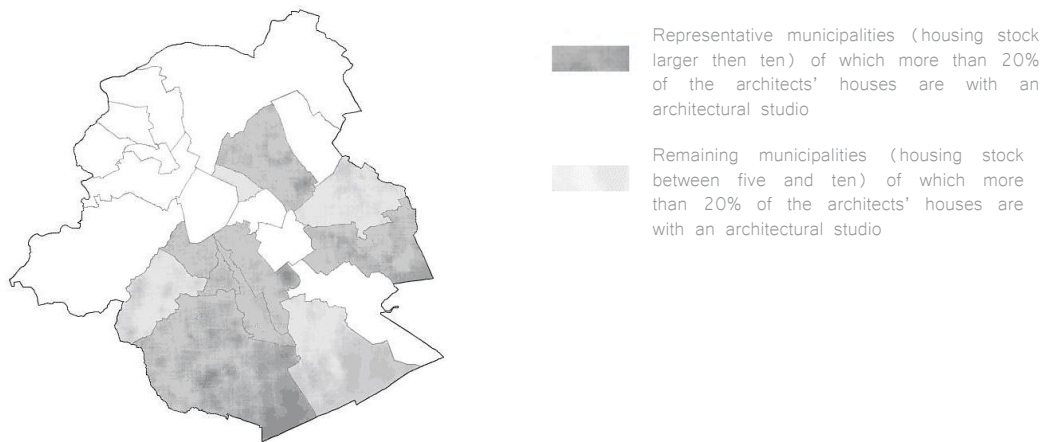 Representative municipalities (housing stock
larger then ten) of which more than 20%
of the architects' houses are with an
architectural studio
Remaining municipalities (housing stock
between five and ten) of which more
than 20% of the architects' houses are
with an architectural studio